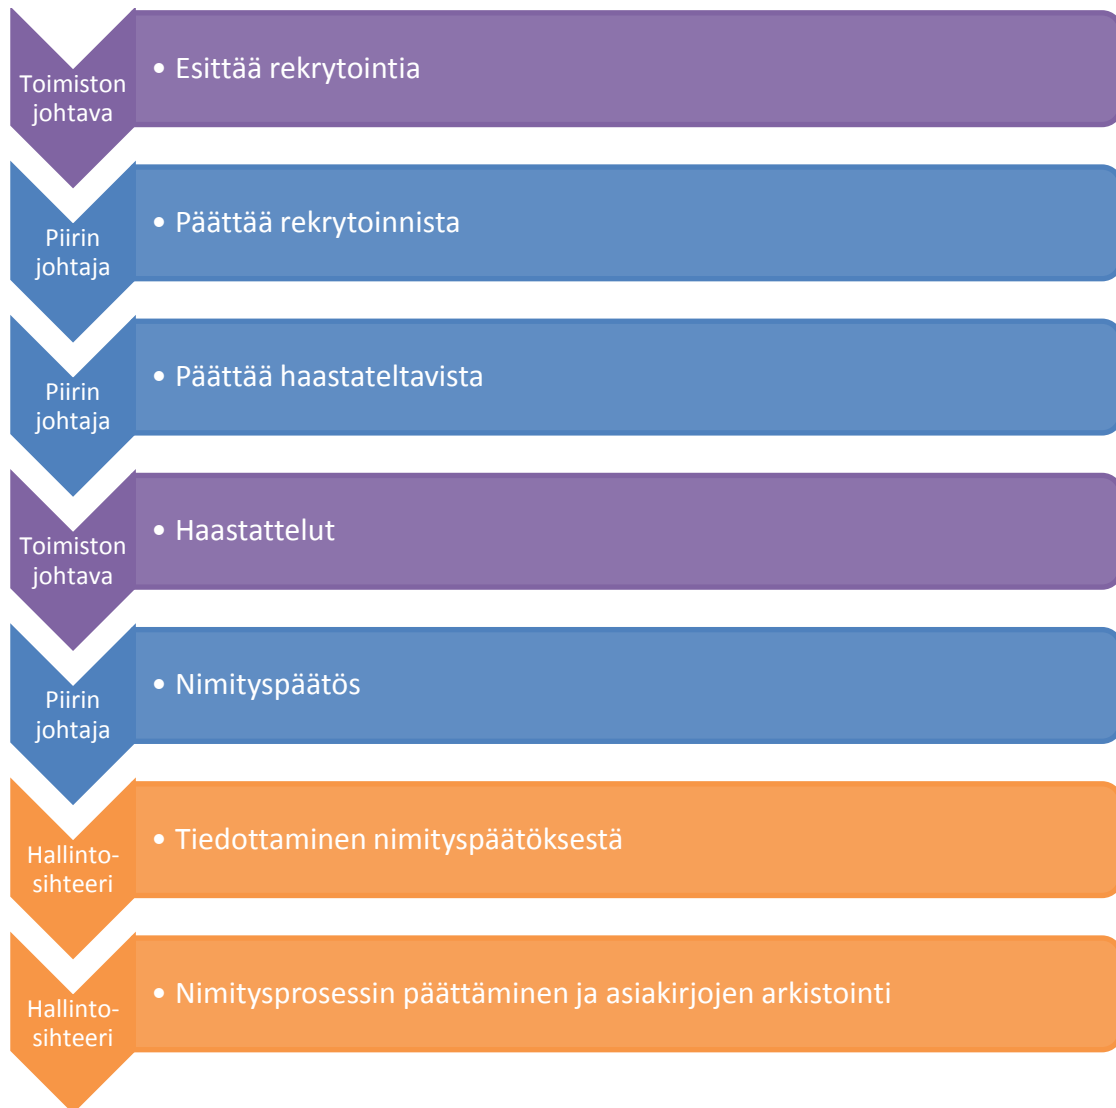 Toimiston
johtava
• Esittää rekrytointia
Piirin
johtaja
• Päättää rekrytoinnista
Piirin
johtaja
• Päättää haastateltavista
Toimiston
johtava
• Haastattelut
Piirin
johtaja
• Nimityspäätös
Hallinto-
sihteeri
• Tiedottaminen nimityspäätöksestä
Hallinto-
sihteeri
• Nimitysprosessin päättäminen ja asiakirjojen arkistointi